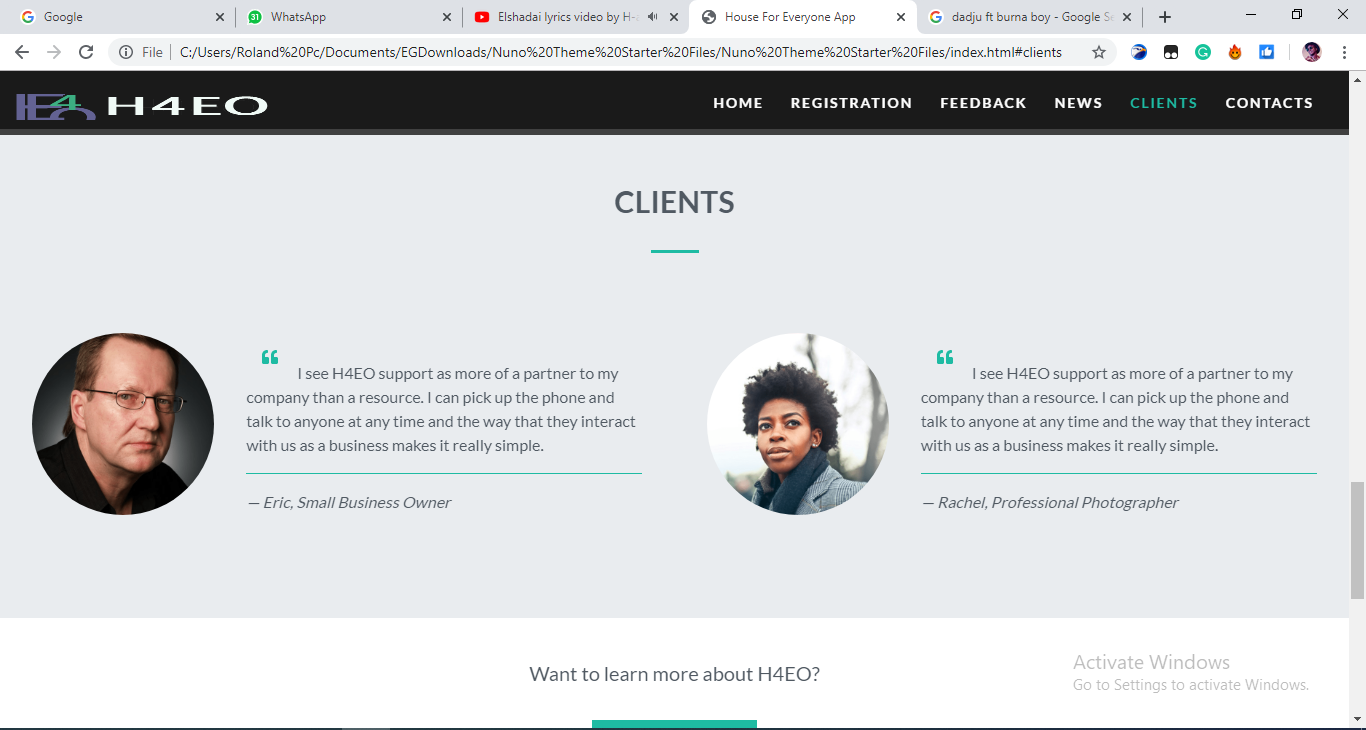 Google
WhatsApp
Elshadai lyrics video by H-
House For Everyone App
dadju ft burna boy - Google Se
File
C:/Users/Roland%20Pc/Documents/EGDownloads/Nuno%20Theme%20Starter%20Files/Nuno%20Theme%20Starter%20Files/index.html#clients
H4EO
HOME REGISTRATION FEEDBACK NEWS CLIENTS CONTACTS
CLIENTS
“ I see H4EO support as more of a partner to my
company than a resource. I can pick up the phone and
talk to anyone at any time and the way that they interact
with us as a business makes it really simple.
— Eric, Small Business Owner
“ I see H4EO support as more of a partner to my
company than a resource. I can pick up the phone and
talk to anyone at any time and the way that they interact
with us as a business makes it really simple.
— Rachel, Professional Photographer
Want to learn more about H4EO?
Activate Windows
Go to Settings to activate Windows.